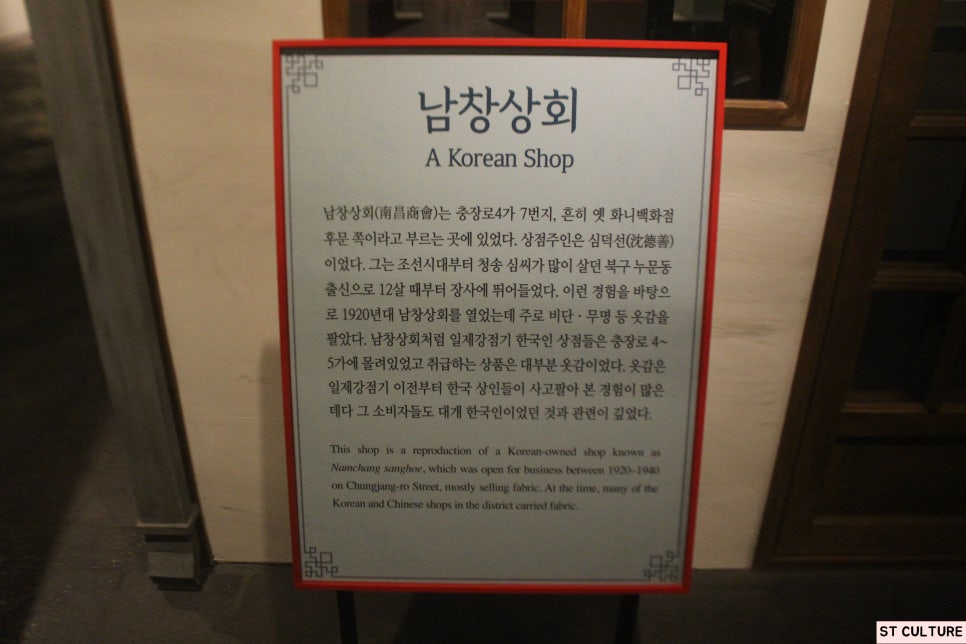 남창상회
A Korean Shop
남창상회(南昌商會)는 충장로4가 7번지, 흔히 옛 화니백화점
후문 쪽이라고 부르는 곳에 있었다. 상점주인은 심덕선(沈德善)
이었다. 그는 조선시대부터 청송 심씨가 많이 살던 북구 누문동
출신으로 12살 때부터 장사에 뛰어들었다. 이런 경험을 바탕으
로 1920년대 남창상회를 열었는데 주로 비단 · 무명 등 옷감을
팔았다. 남창상회처럼 일제강점기 한국인 상점들은 충장로 4~
5가에 몰려있었고 취급하는 상품은 대부분 옷감이었다. 옷감은
일제강점기 이전부터 한국 상인들이 사고팔아 본 경험이 많은
데다 그 소비자들도 대개 한국인이었던 것과 관련이 깊었다.
This shop is a reproduction of a Korean-owned shop known as
Namchang sanghoe, which was open for business between 1920–1940
on Chungjang-ro Street, mostly selling fabric. At the time, many of the
Korean and Chinese shops in the district carried fabric.
ST CULTURE